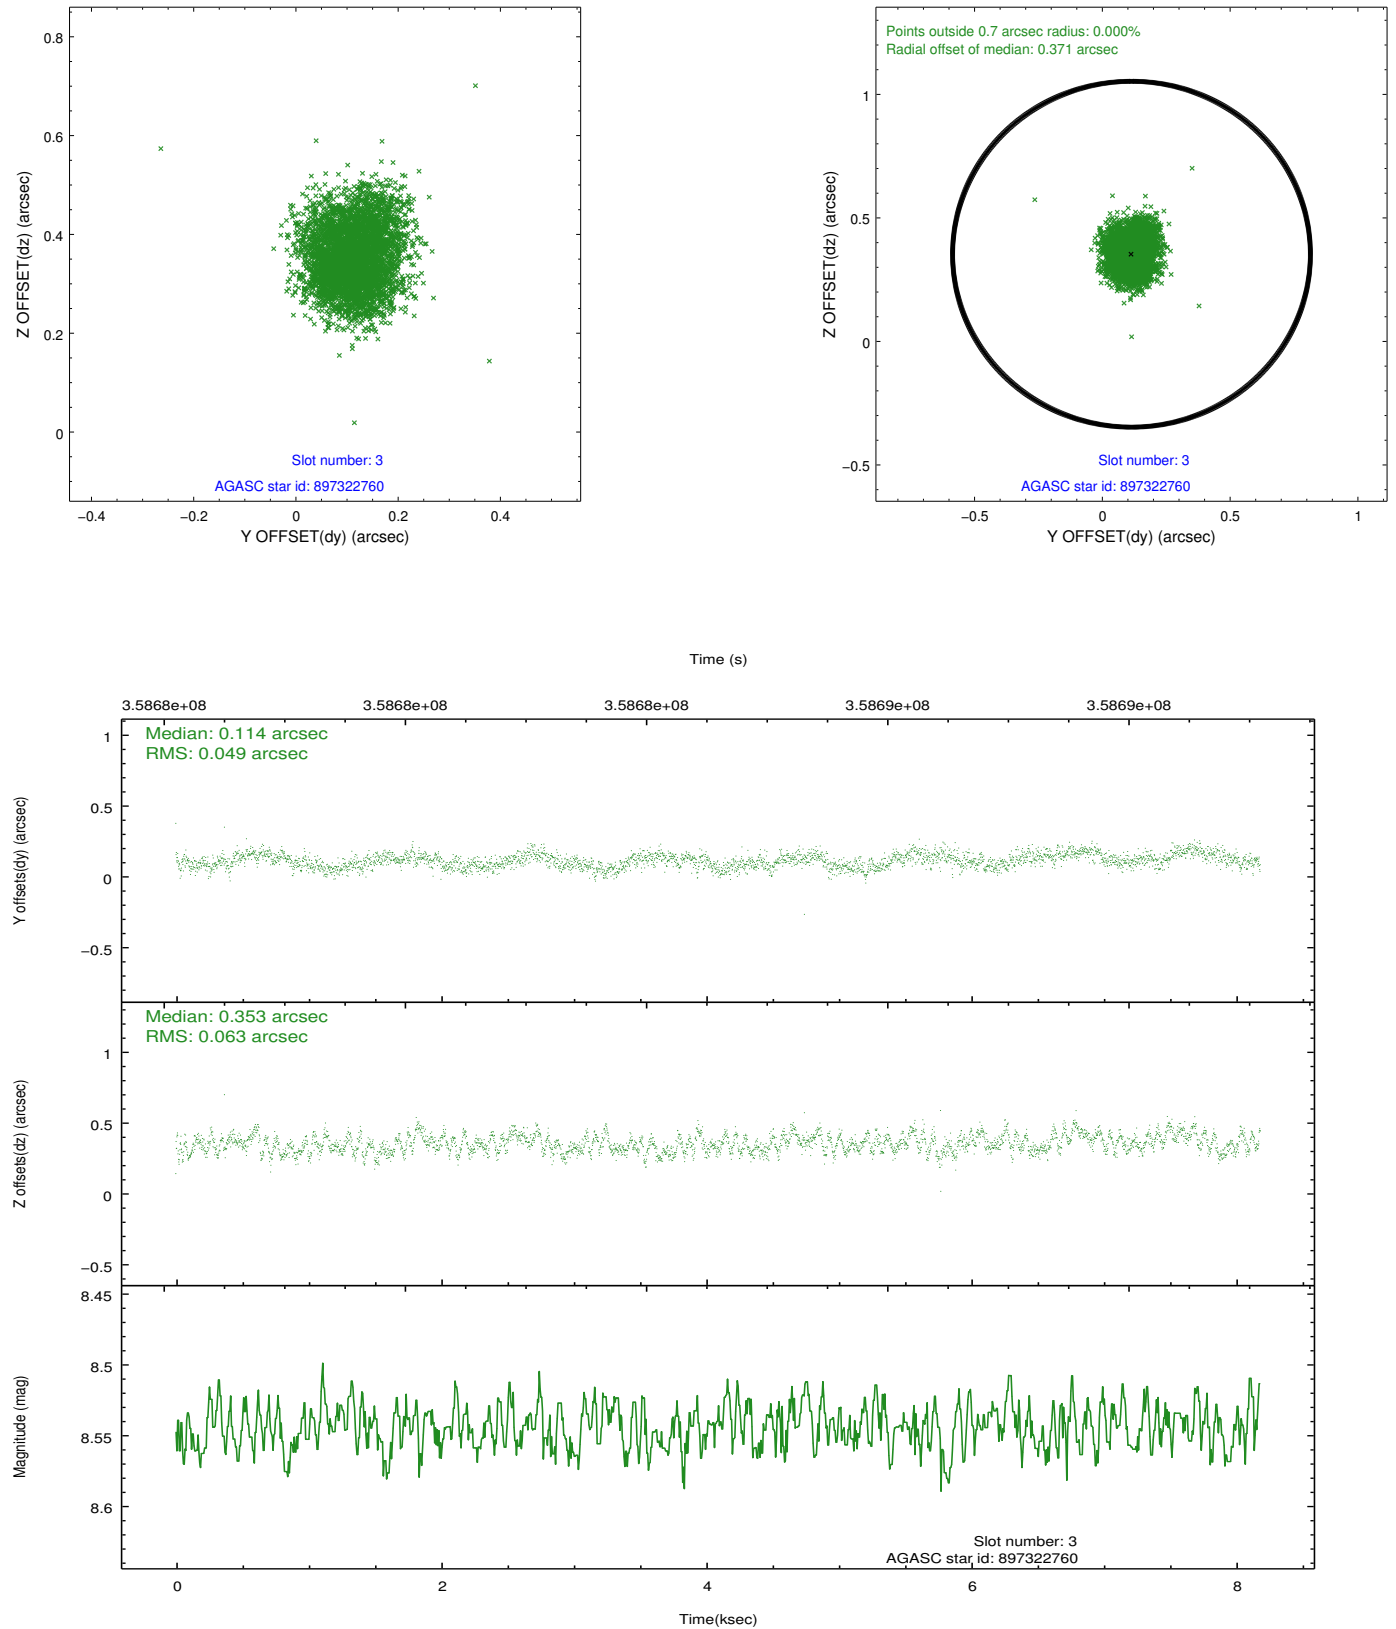 0.8
0.6
0.4
0.2
0
−0.4
−0.2
0
0.2
0.4
Z OFFSET(dz) (arcsec)
Y OFFSET(dy) (arcsec)
Slot number: 3
AGASC star id: 897322760
Points outside 0.7 arcsec radius: 0.000%
Radial offset of median: 0.371 arcsec
1
0.5
0
−0.5
−0.5
0
0.5
1
Z OFFSET(dz) (arcsec)
Y OFFSET(dy) (arcsec)
Slot number: 3
AGASC star id: 897322760
Time (s)
3.5868e+08
3.5868e+08
3.5868e+08
3.5869e+08
3.5869e+08
Median: 0.114 arcsec
RMS: 0.049 arcsec
1
0.5
0
−0.5
Y offsets(dy) (arcsec)
Median: 0.353 arcsec
RMS: 0.063 arcsec
1
0.5
0
−0.5
Z offsets(dz) (arcsec)
8.45
8.5
8.55
8.6
Magnitude (mag)
Slot number: 3
AGASC star id: 897322760
0
2
4
6
8
Time(ksec)